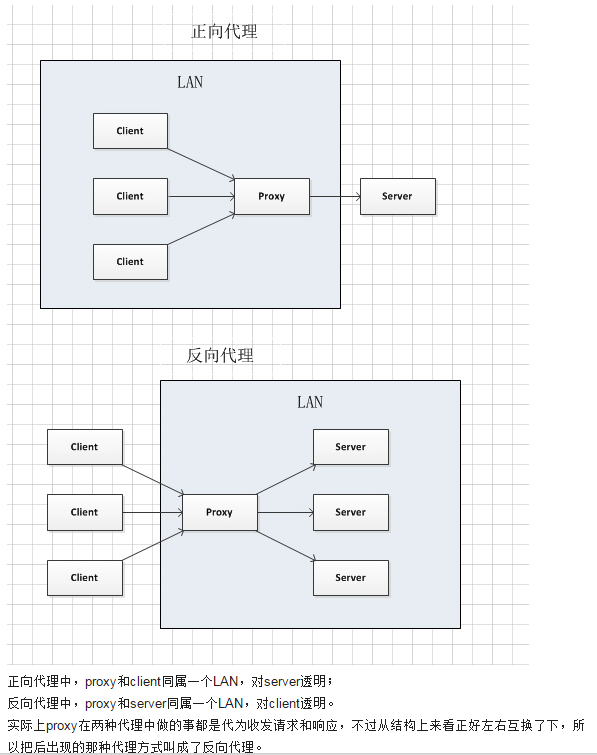 正向代理
LAN
Client
Client
Proxy
Server
Client
反向代理
LAN
Client
Server
Client
Proxy
Server
Client
Server
正向代理中，proxy和client同属一个LAN，对server透明；
反向代理中，proxy和server同属一个LAN，对client透明。
实际上proxy在两种代理中做的事都是代为收发请求和响应，不过从结构上来看正好左右互换了下，所
以把后出现的那种代理方式叫成了反向代理。